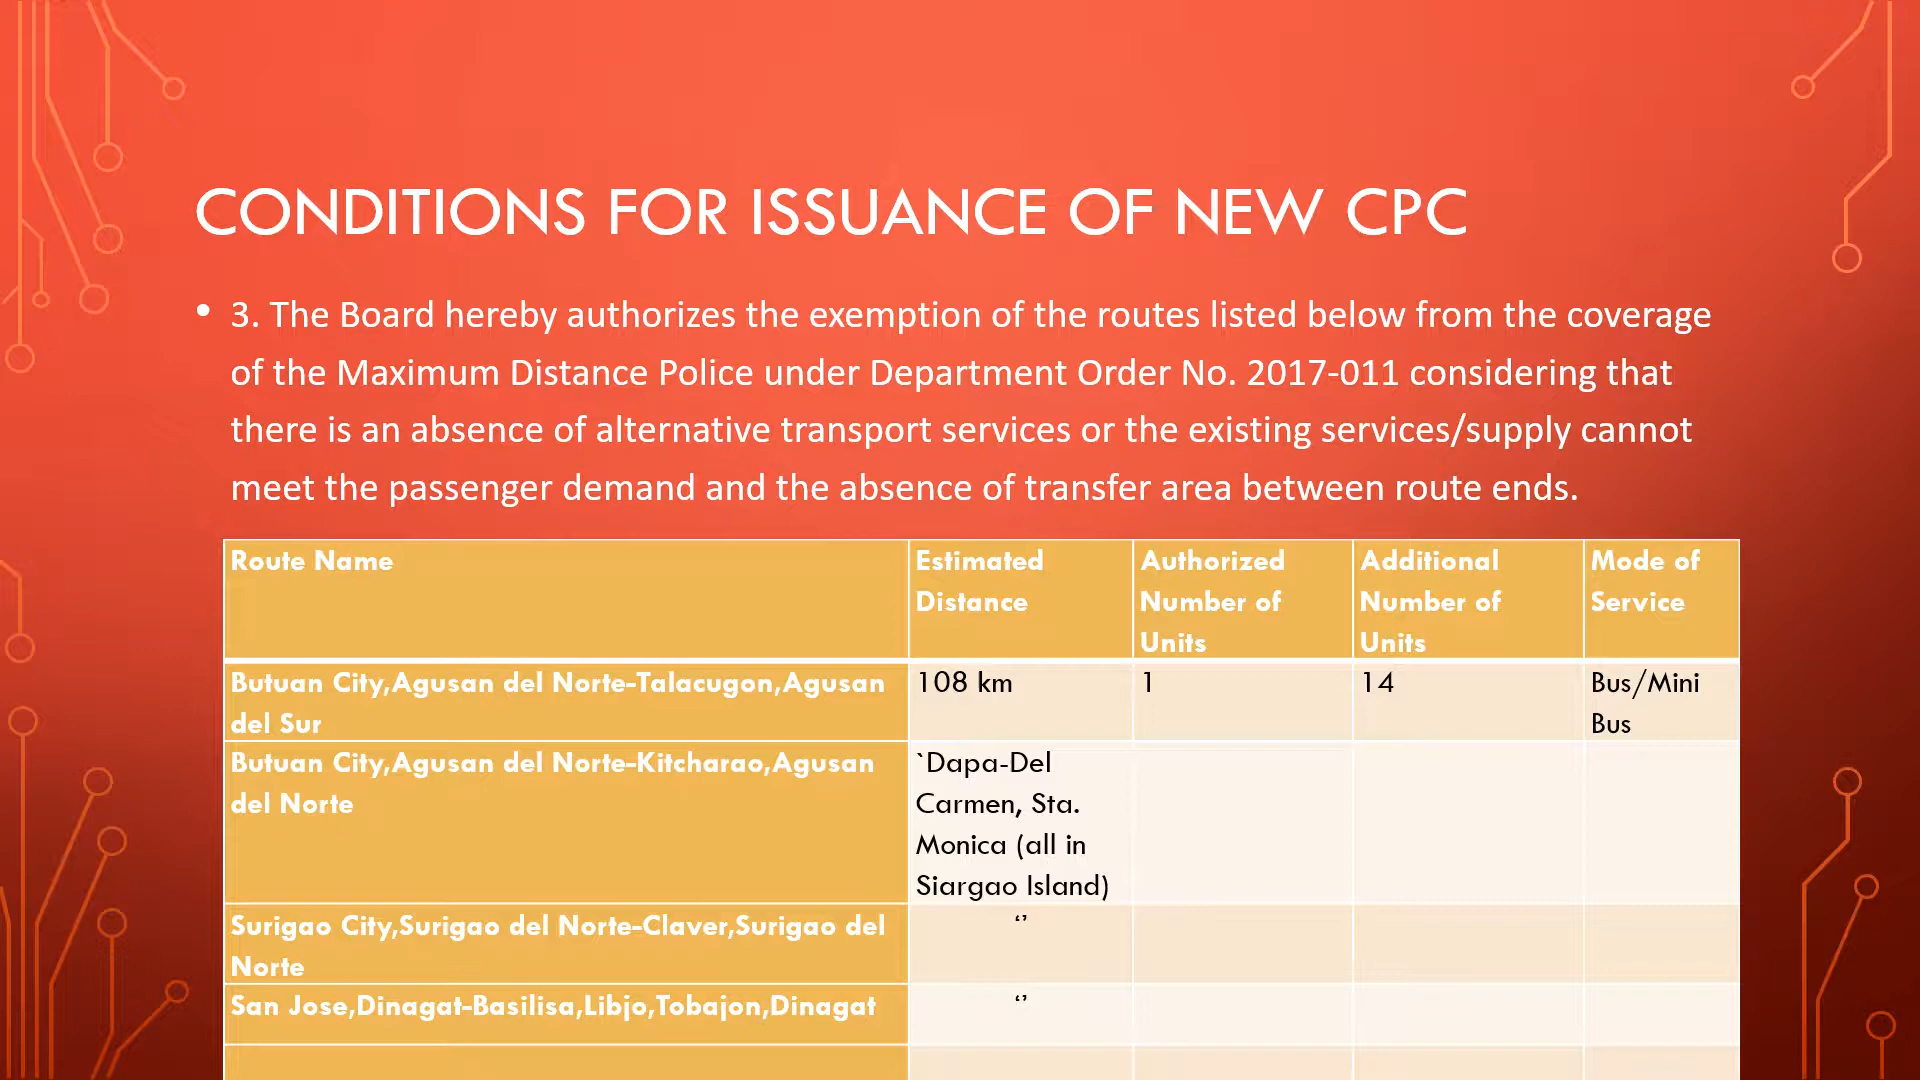 CONDITIONS FOR ISSUANCE OF NEW CPC
• 3. The Board hereby authorizes the exemption of the routes listed below from the coverage
of the Maximum Distance Police under Department Order No. 2017-011 considering that
there is an absence of alternative transport services or the existing services/supply cannot
meet the passenger demand and the absence of transfer area between route ends.
Route Name
Estimated
Distance
Authorized
Number of
Units
Additional
Number of
Units
Mode of
Service
Butuan City,Agusan del Norte-Talacugon,Agusan
del Sur
108 km
1
14
Bus/Mini
Bus
Butuan City,Agusan del Norte-Kitcharao,Agusan
del Norte
`Dapa-Del
Carmen, Sta.
Monica (all in
Siargao Island)
Surigao City,Surigao del Norte-Claver,Surigao del
Norte
‘’
San Jose,Dinagat-Basilisa,Libjo,Tobajon,Dinagat
‘’